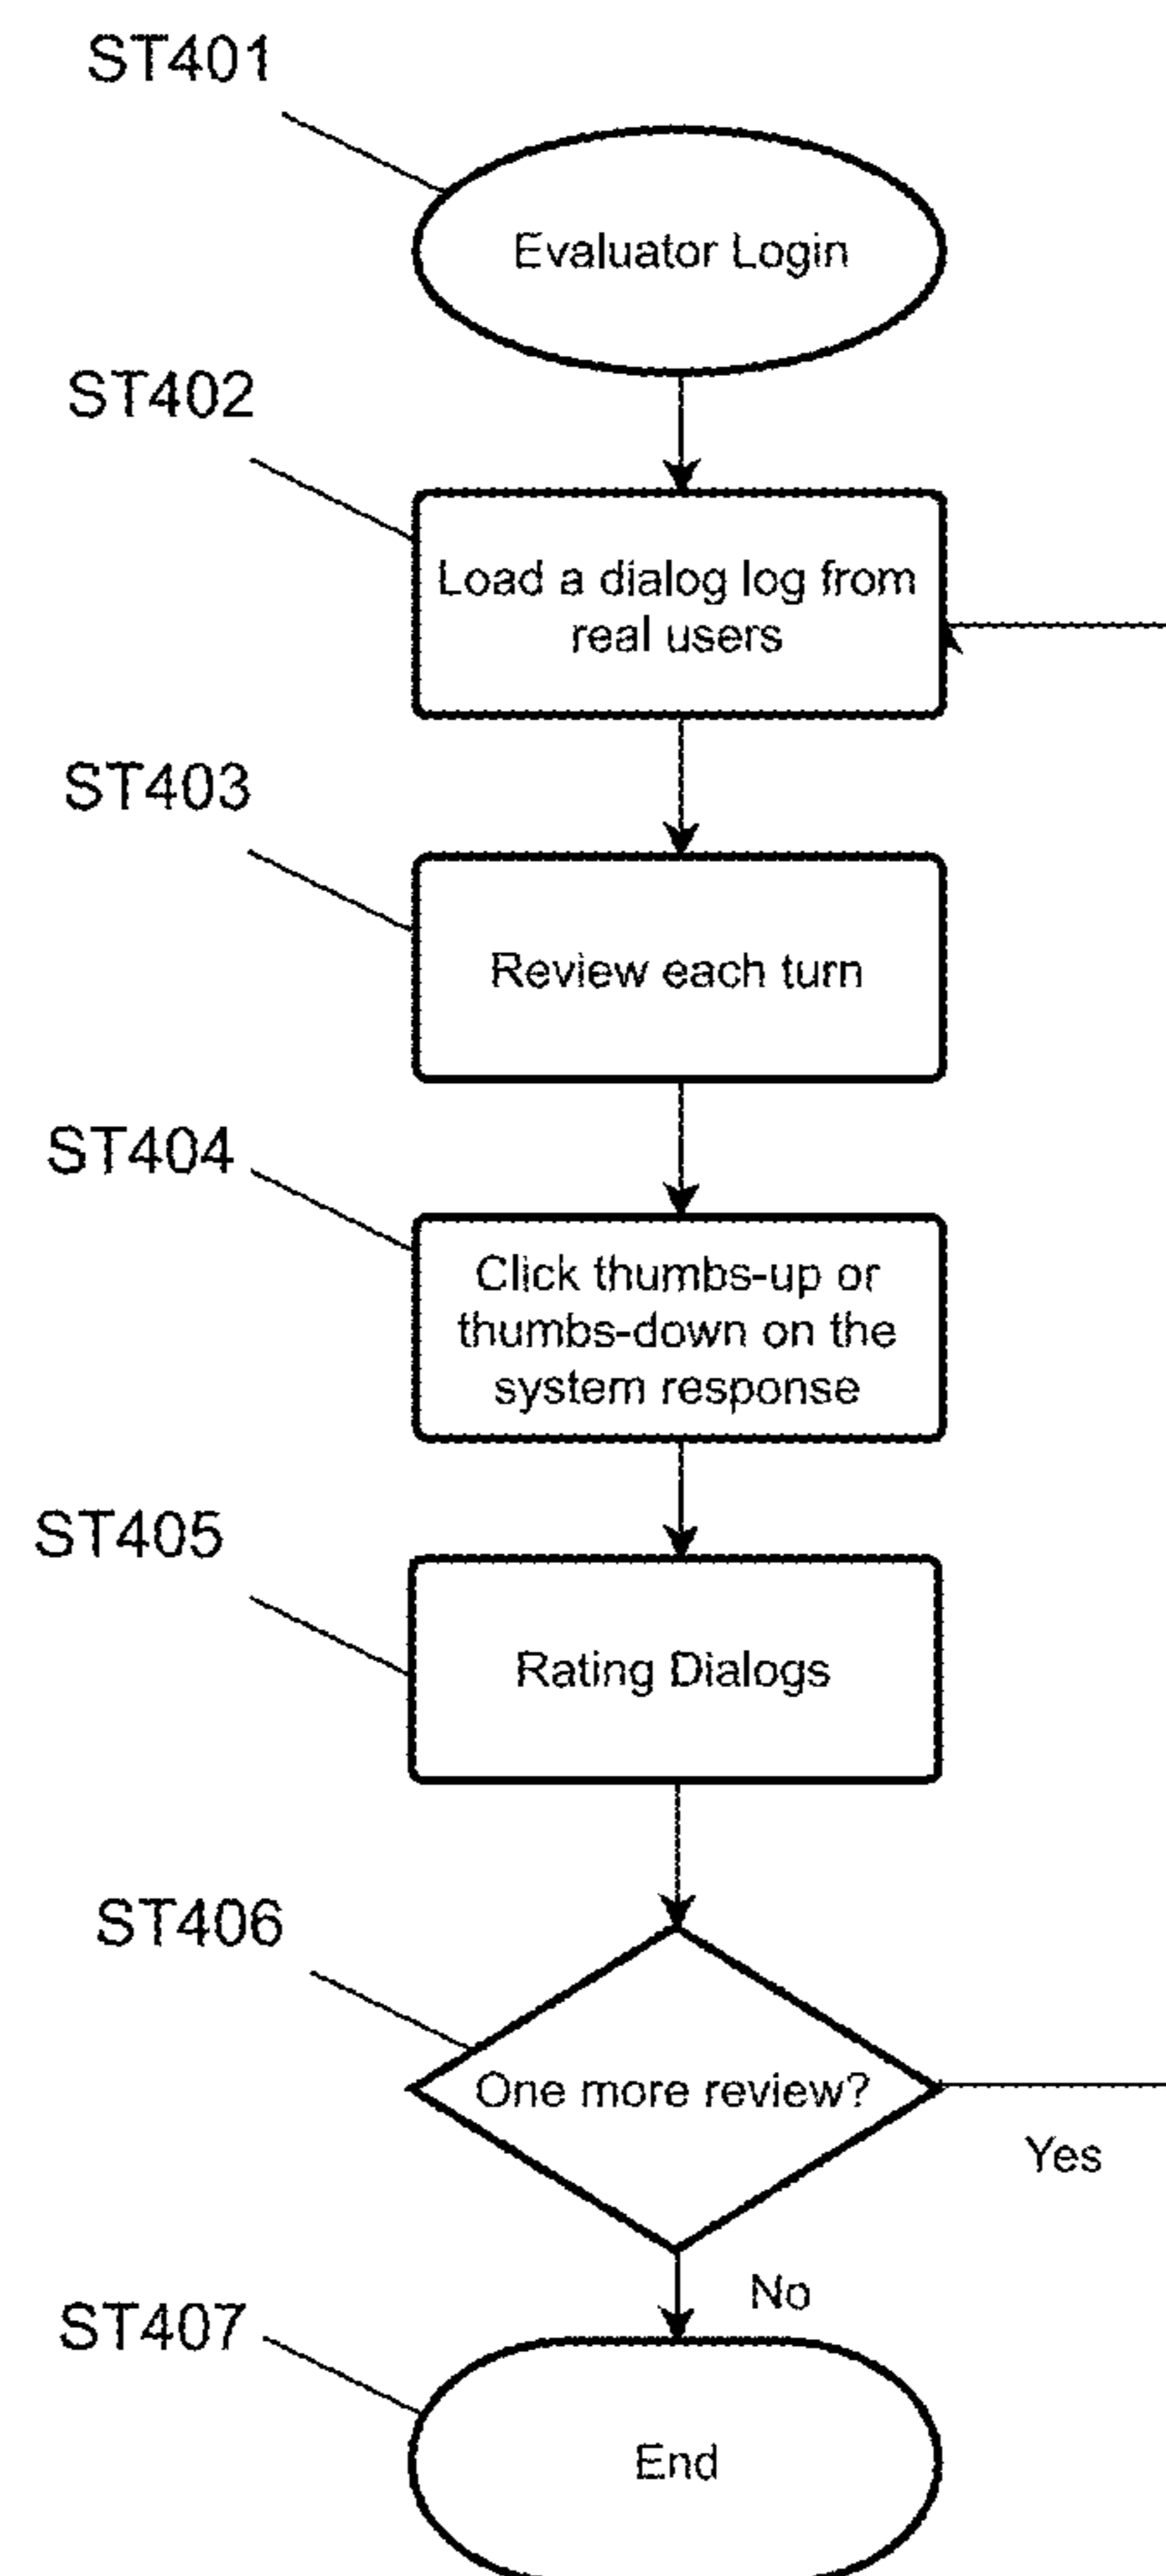 ST401
Evaluator Login
ST402
Load a dialog log from
real users
ST403
Review each turn
ST404
Click thumbs-up or
thumbs-down on the
system response
ST405
Rating Dialogs
ST406
One more review?
Yes
No
ST407
End